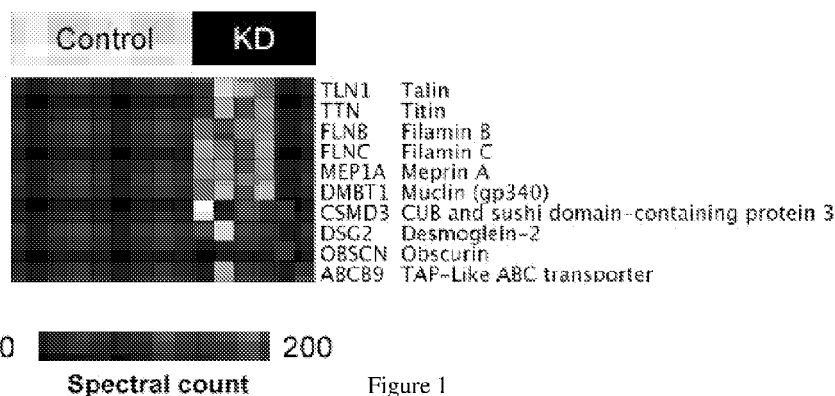 Control KD
TLN1 Talin
TTN Titin
FLNB Filamin B
FLNC Filamin C
MEP1A Meprin A
DMBT1 Muclin (gp340)
CSMD3 CUB and sushi domain-containing protein 3
DSG2 Desmoglein-2
OBSCN Obscurin
ABCB9 TAP-Like ABC transporter
0 200
Spectral count Figure 1